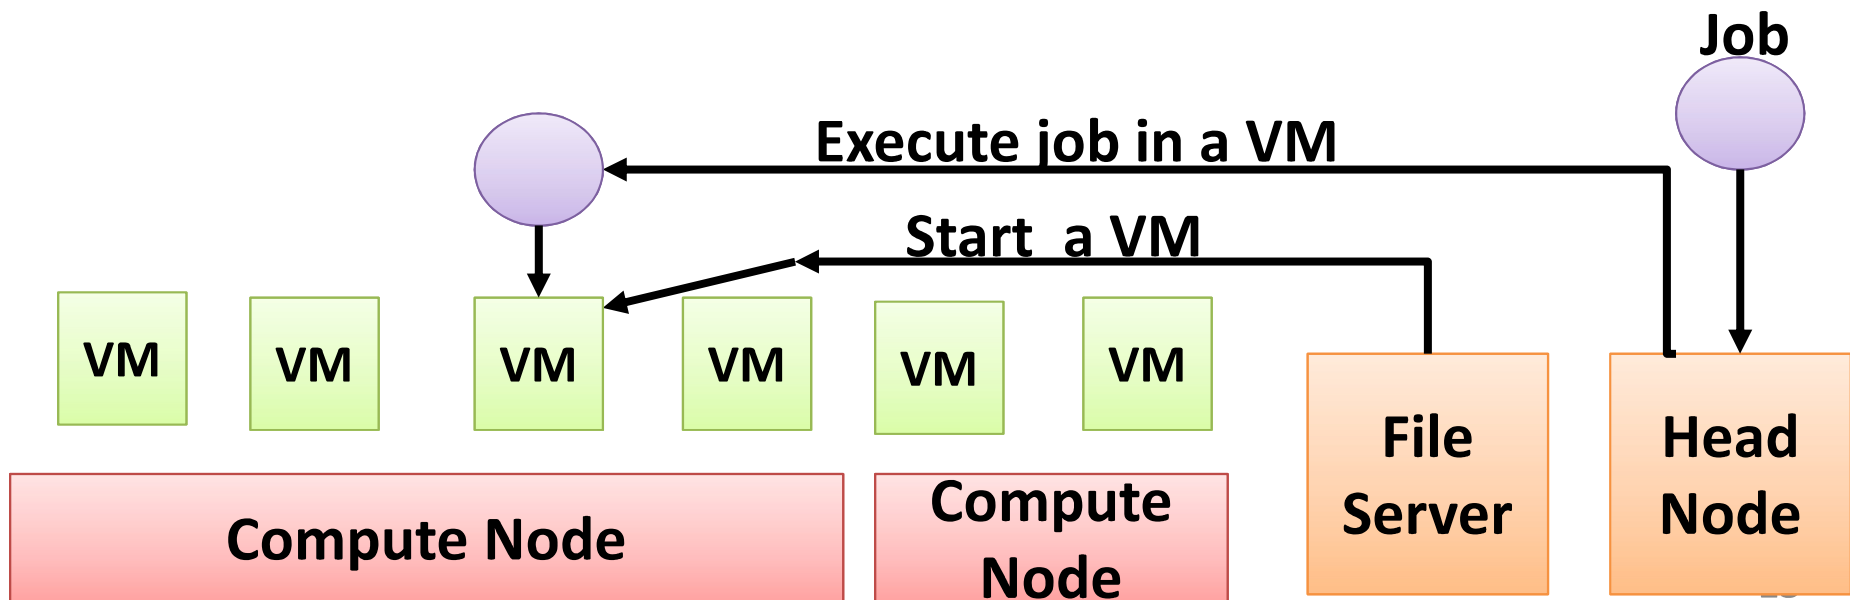 Job
Execute job in a VM
Start a VM
VM
VM
VM
VM
VM
VM
File
Server
Head
Node
Compute Node
Compute
Node